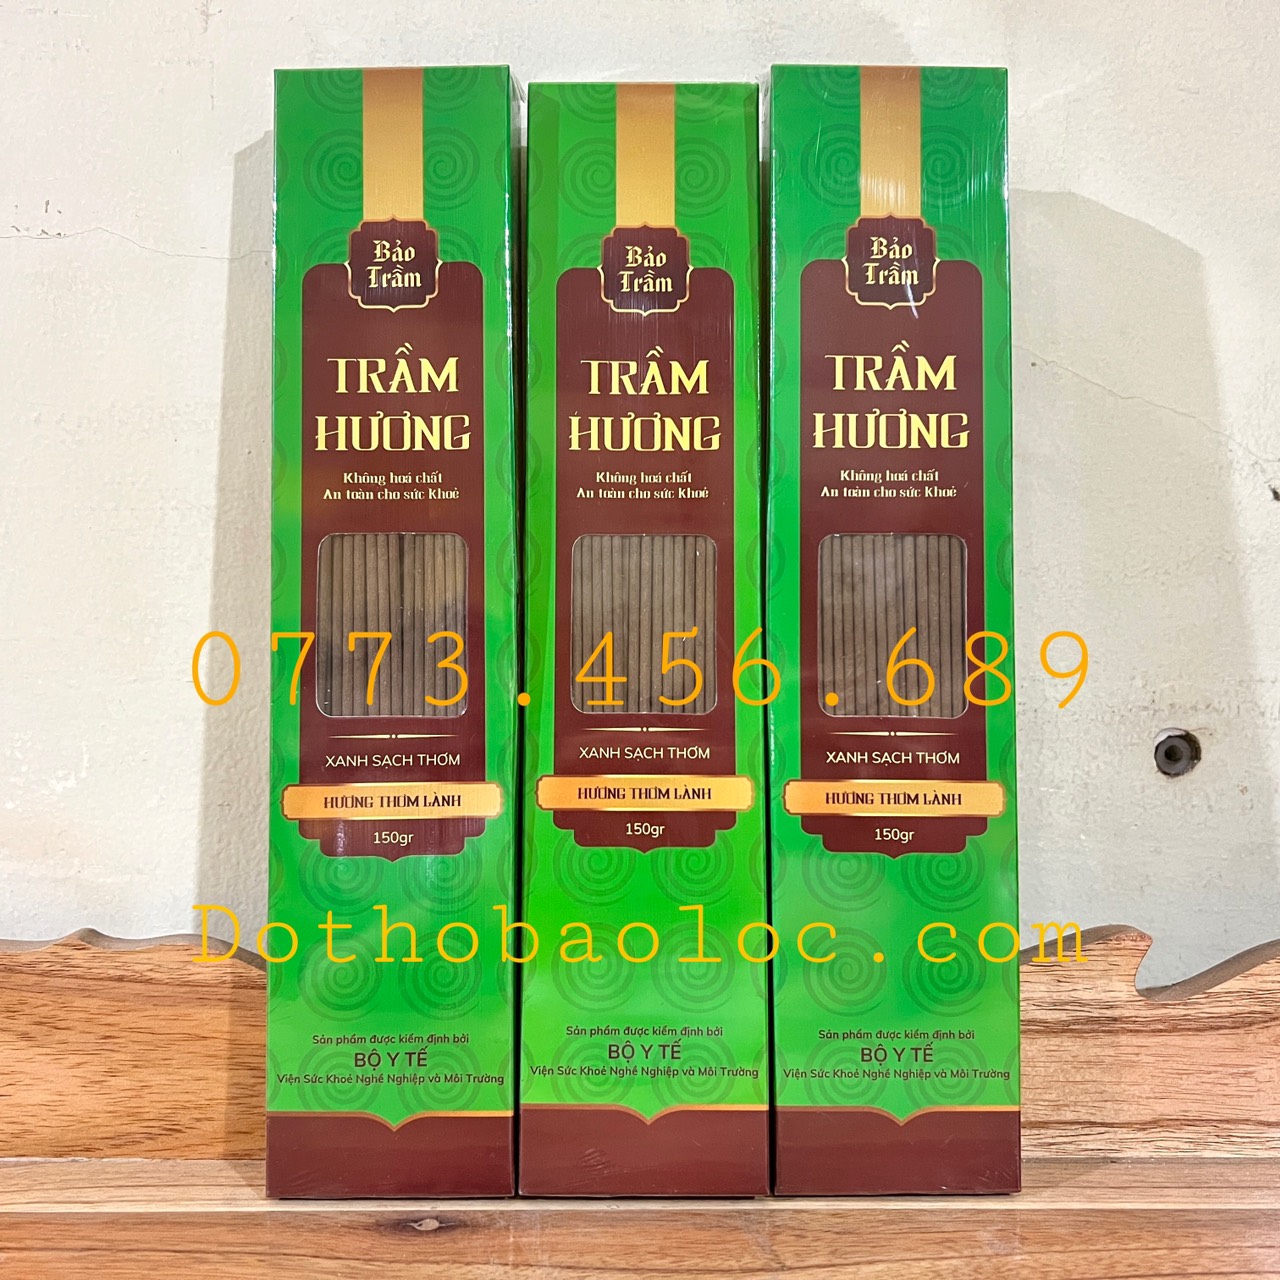 Bảo
Trầm
TRẦM
HƯƠNG
Không hoá chất
An toàn cho sức khoẻ
XANH SẠCH THƠM
HƯƠNG THƠM LÀNH
150gr
Sản phẩm được kiểm định bởi
BỘ Y TẾ
Viện Sức Khoẻ Nghề Nghiệp và Môi Trường
Bảo
Trầm
TRẦM
HƯƠNG
Không hoá chất
An toàn cho sức khoẻ
XANH SẠCH THƠM
HƯƠNG THƠM LÀNH
150gr
Sản phẩm được kiểm định bởi
BỘ Y TẾ
Viện Sức Khoẻ Nghề Nghiệp và Môi Trường
Bảo
Trầm
TRẦM
HƯƠNG
Không hoá chất
An toàn cho sức khoẻ
XANH SẠCH THƠM
HƯƠNG THƠM LÀNH
150gr
Sản phẩm được kiểm định bởi
BỘ Y TẾ
Viện Sức Khoẻ Nghề Nghiệp và Môi Trường
0773.456.689
Dothobaoloc.com